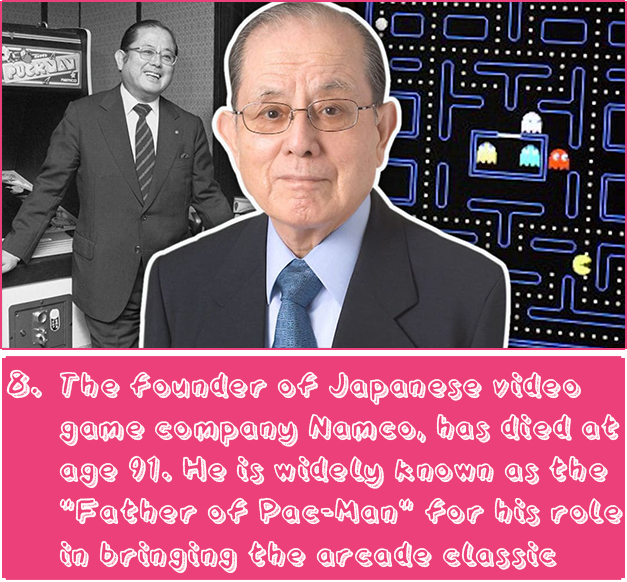 PUCKMAN
8. The founder of Japanese video
game company Namco, has died at
age 91. He is widely known as the
"Father of Pac-Man" for his role
in bringing the arcade classic